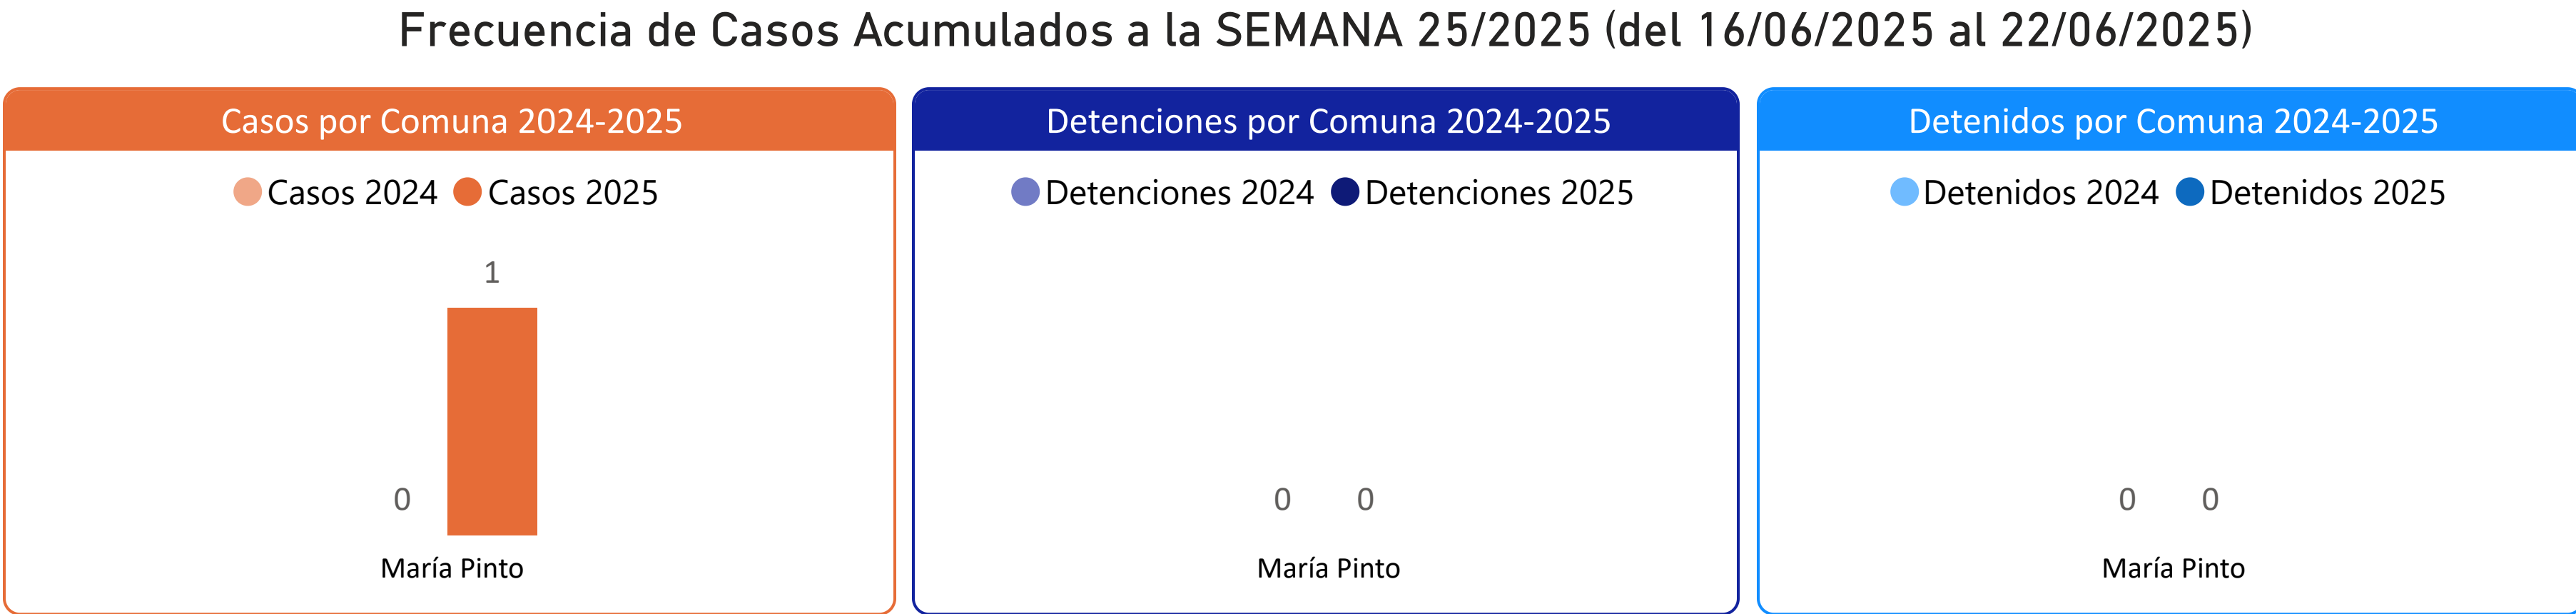 Frecuencia de Casos Acumulados a la SEMANA 25/2025 (del 16/06/2025 al 22/06/2025)
Casos por Comuna 2024-2025
Casos 2024 Casos 2025
1
0
María Pinto
Detenciones por Comuna 2024-2025
Detenciones 2024 Detenciones 2025
0 0
María Pinto
Detenidos por Comuna 2024-2025
Detenidos 2024 Detenidos 2025
0 0
María Pinto